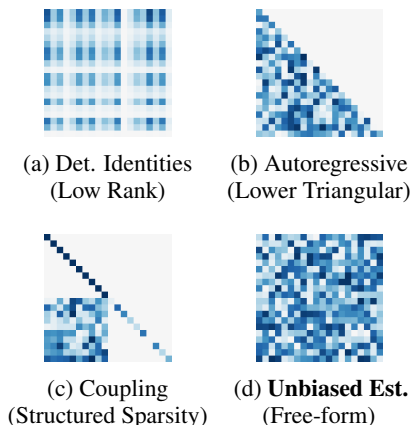 (a) Det. Identities
(Low Rank)
(b) Autoregressive
(Lower Triangular)
(c) Coupling
(Structured Sparsity)
(d) Unbiased Est.
(Free-form)